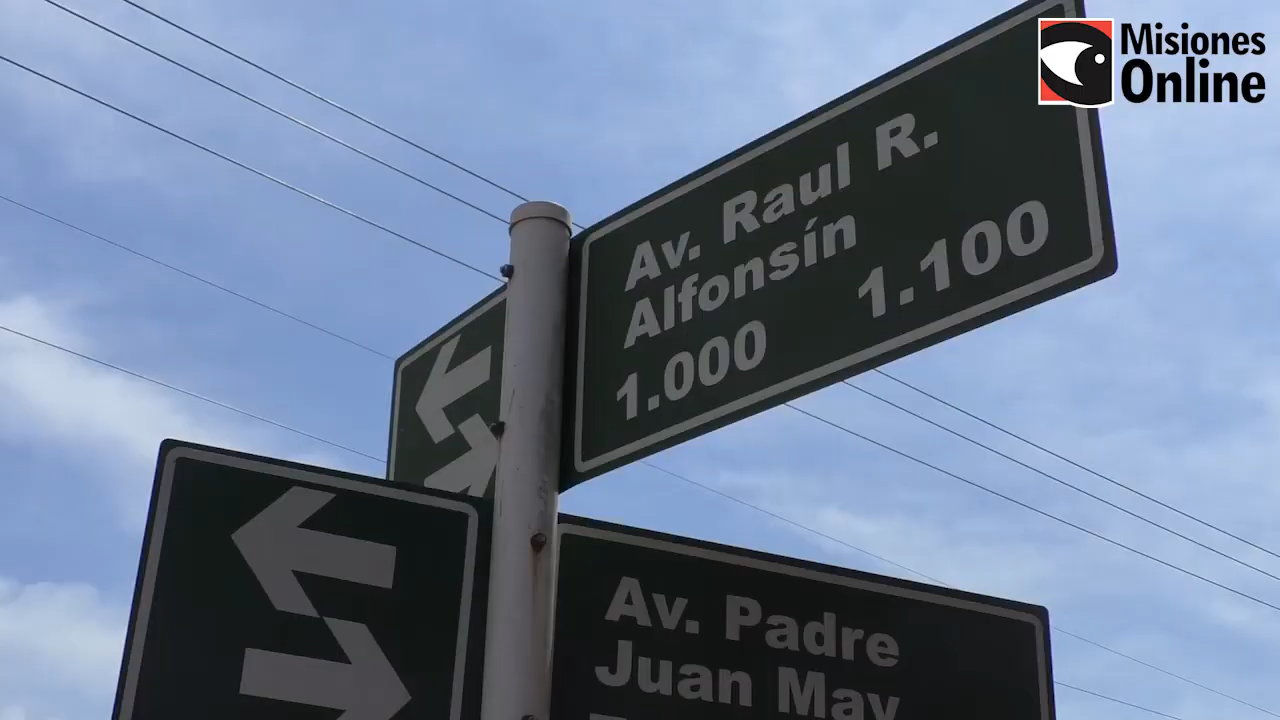 Misiones
Online
Av. Raul R.
Alfonsín
1.000 1.100
Av. Padre
Juan May